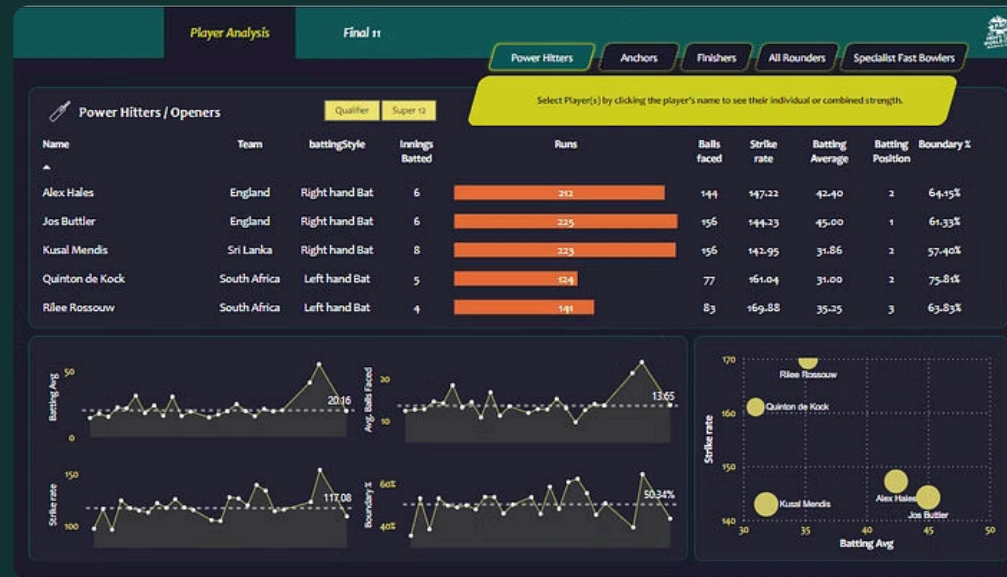 Player Analysis
Final 11
Power Hitters
Anchors
Finishers
All Rounders
Specialist Fast Bowlers
Select Player(s) by clicking the player's name to see their individual or combined strength.
Power Hitters / Openers
Qualifier
Super 12
Name Team battingStyle Innings Batted Runs Balls faced Strike rate Batting Average Batting Position Boundary %
Alex Hales England Right hand Bat 6 212 144 147.22 42.40 2 64.15%
Jos Buttler England Right hand Bat 6 225 156 144.23 45.00 1 61.33%
Kusal Mendis Sri Lanka Right hand Bat 8 223 156 142.95 31.86 2 57.40%
Quinton de Kock South Africa Left hand Bat 5 124 77 161.04 31.00 2 75.81%
Rilee Rossouw South Africa Left hand Bat 4 141 83 169.88 35.25 3 63.83%
Batting Avg
50
0
20.16
Avg. Balls Faced
20
10
13.65
Strike rate
150
100
117.08
Boundary %
60%
40%
50.34%
Strike rate
170
160
150
140
Rilee Rossouw
Quinton de Kock
Kusal Mendis
Alex Hales
Jos Buttler
30 35 40 45 50
Batting Avg